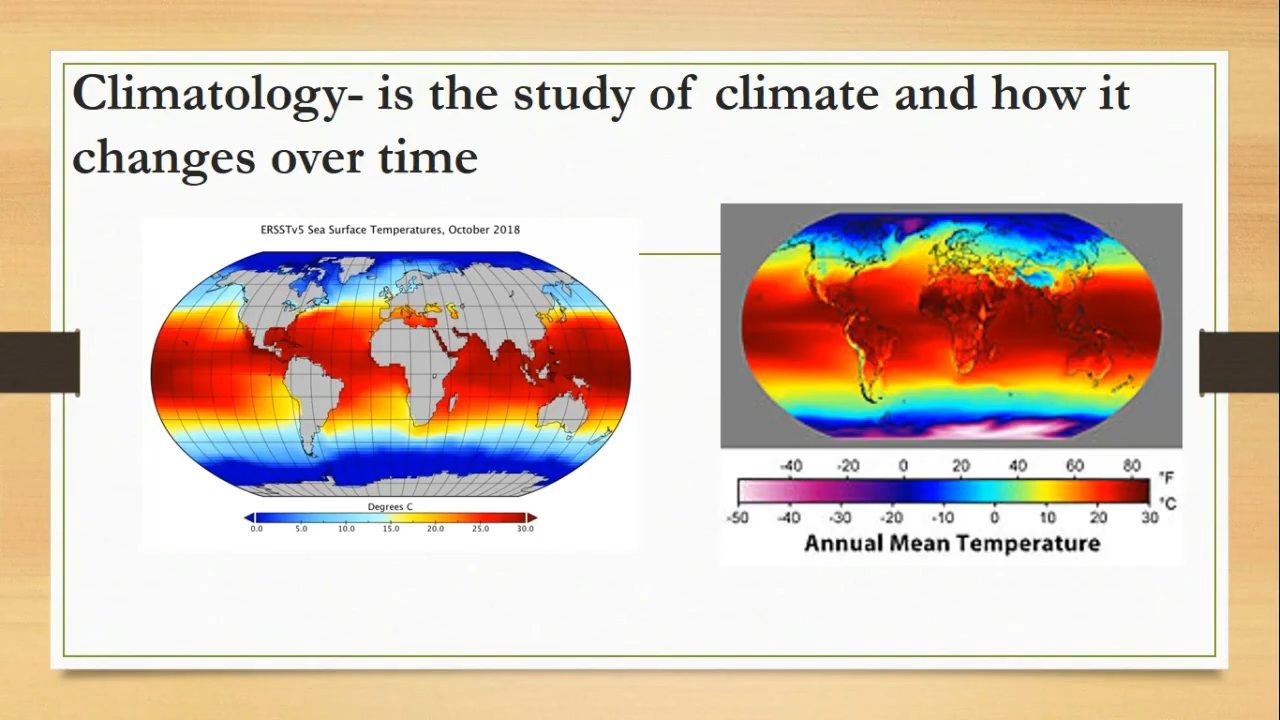 Climatology- is the study of climate and how it
changes over time
ERSSTv5 Sea Surface Temperatures, October 2018
Degrees C
0.0 5.0 10.0 15.0 20.0 25.0 30.0
-40 -20 0 20 40 60 80 °F
°C
-50 -40 -30 -20 -10 0 10 20 30
Annual Mean Temperature